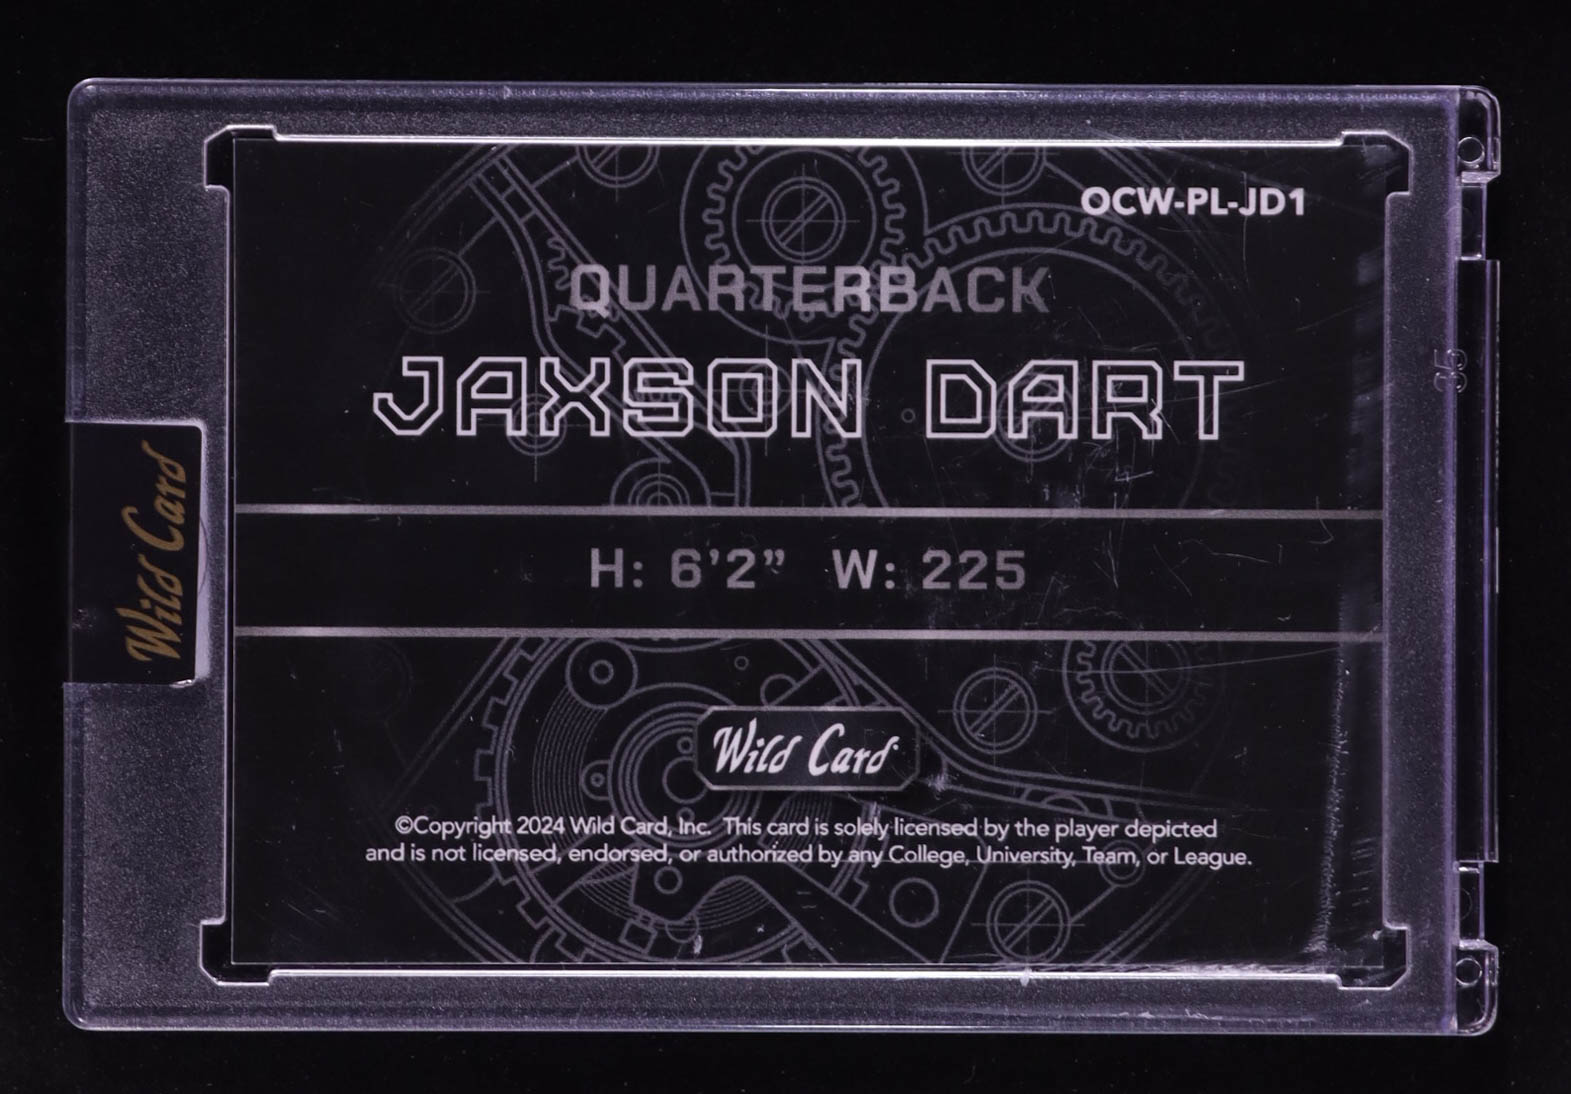 OCW-PL-JD1
QUARTERBACK
JAXSON DART
H: 6'2” W: 225
Wild Card
Wild Card
©Copyright 2024 Wild Card, Inc. This card is solely licensed by the player depicted
and is not licensed, endorsed, or authorized by any College, University, Team, or League.